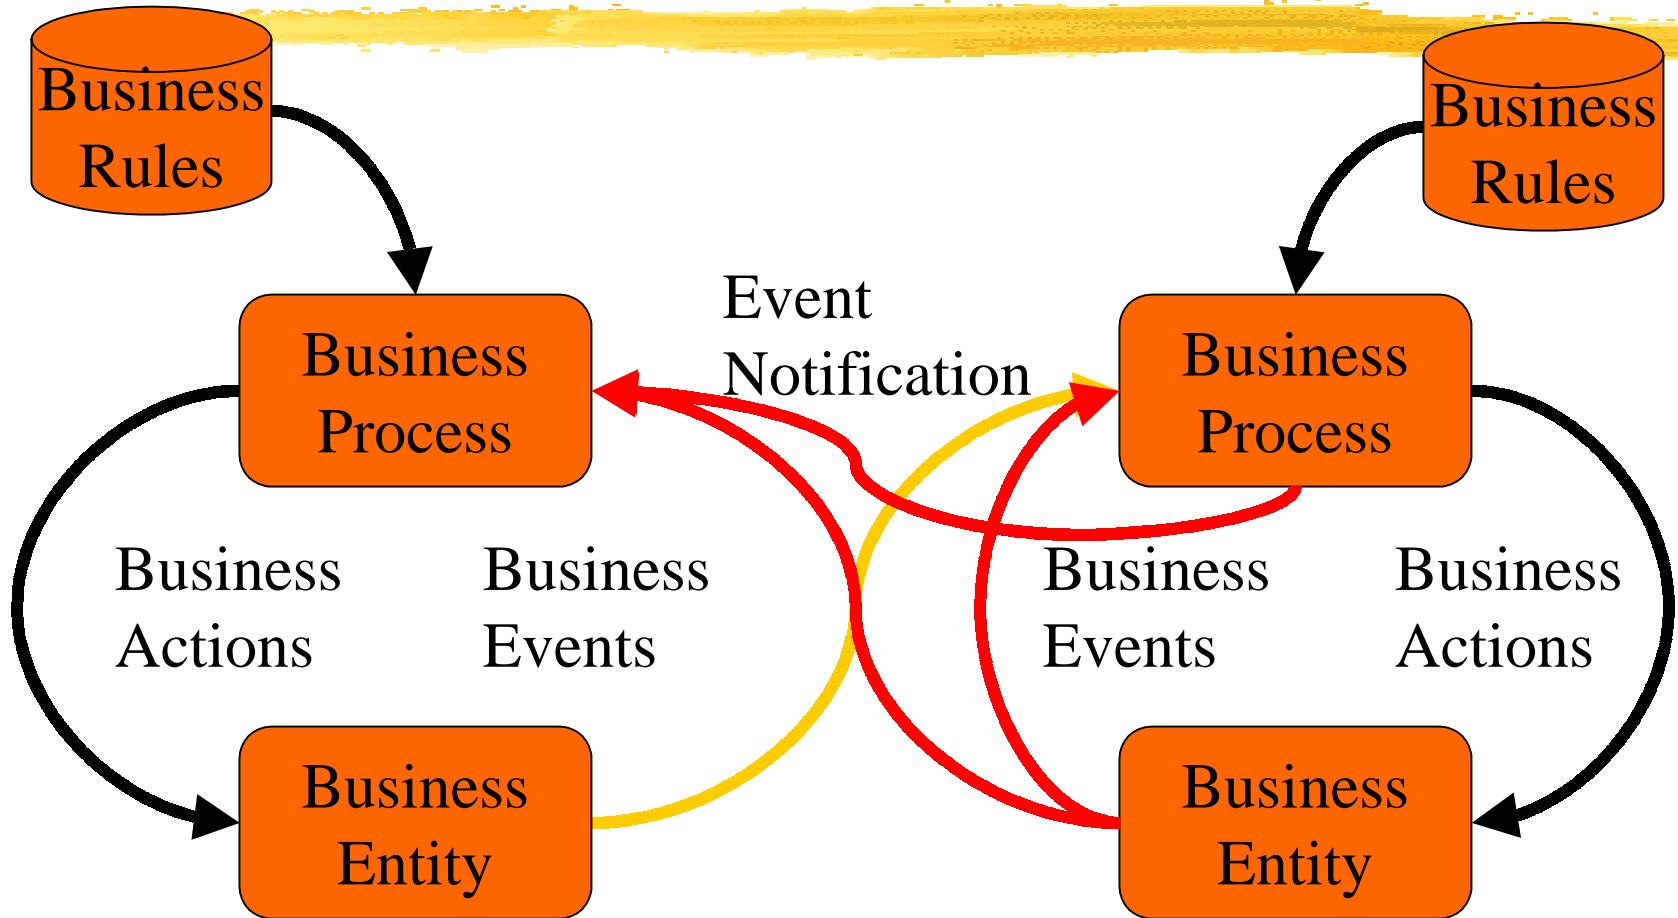 Business
Rules
Business
Rules
Event
Notification
Business
Process
Business
Process
Business
Actions
Business
Events
Business
Events
Business
Actions
Business
Entity
Business
Entity